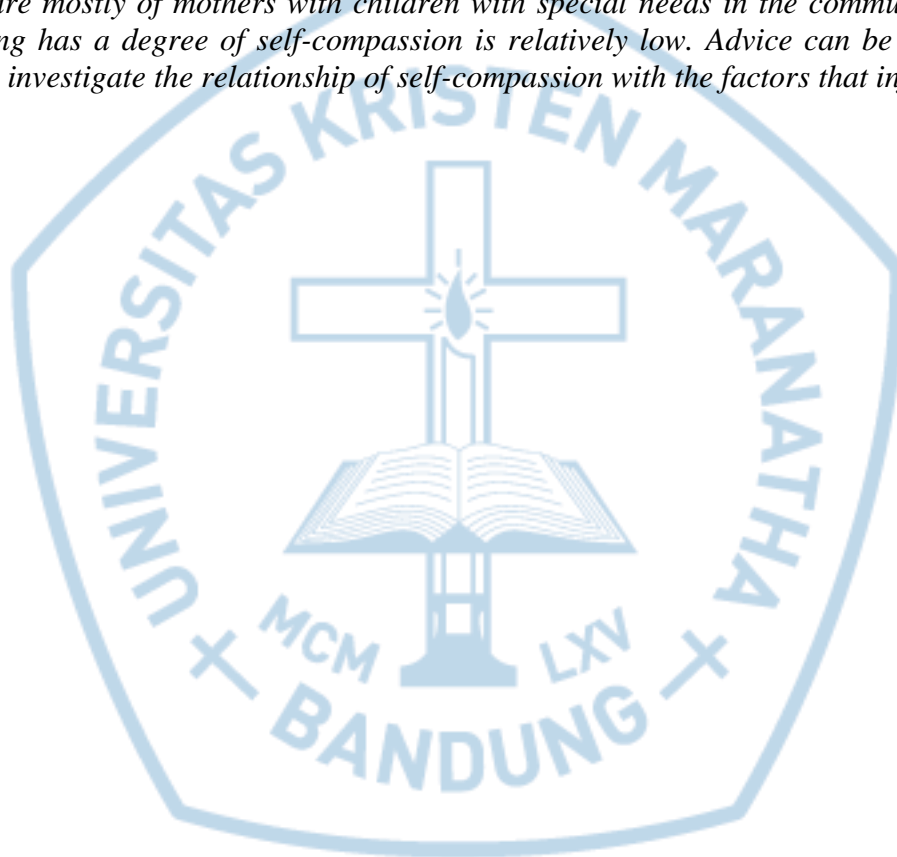 are mostly of mothers with children with special needs in the commu
ng has a degree of self-compassion is relatively low. Advice can be
investigate the relationship of self-compassion with the factors that in
UNIVERSITAS KRISTEN MARANATHA
MCM LXV
BANDUNG